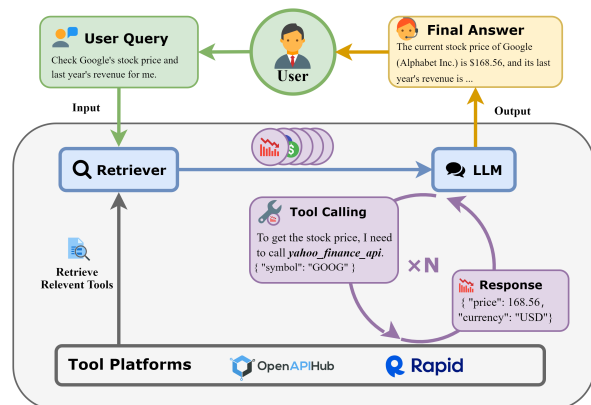 User Query
Check Google's stock price and
last year's revenue for me.
User
Final Answer
The current stock price of Google
(Alphabet Inc.) is $168.56, and its last
year's revenue is ...
Input
Output
Retriever
$
LLM
Tool Calling
To get the stock price, I need
to call yahoo_finance_api.
{ "symbol": "GOOG" }
×N
Response
{ "price": 168.56,
"currency": "USD"}
Retrieve
Relevent Tools
Tool Platforms
OpenAPIHub
Rapid